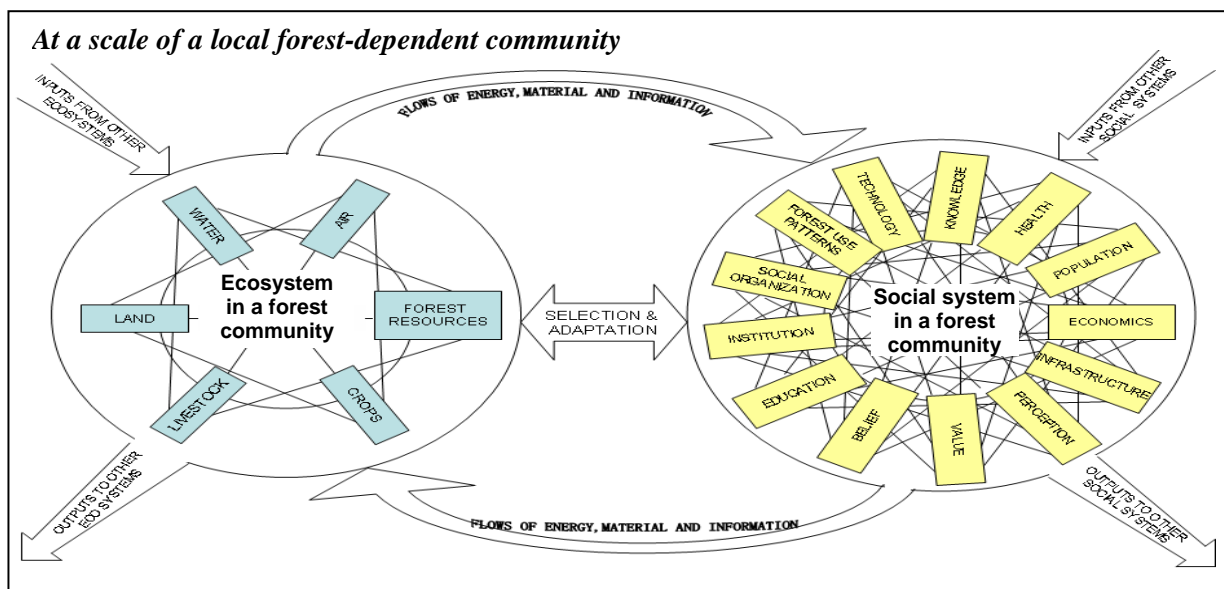 At a scale of a local forest-dependent community
INPUTS FROM OTHER
ECOSYSTEMS
FLOWS OF ENERGY, MATERIAL AND INFORMATION
INPUTS FROM OTHER
SOCIAL SYSTEMS
WATER
AIR
LAND
FOREST
RESOURCES
LIVESTOCK
CROPS
Ecosystem
in a forest
community
SELECTION &
ADAPTATION
TECHNOLOGY
KNOWLEDGE
HEALTH
FOREST USE
PATTERNS
POPULATION
SOCIAL
ORGANIZATION
ECONOMICS
INSTITUTION
INFRASTRUCTURE
EDUCATION
PERCEPTION
BELIEF
VALUE
Social system
in a forest
community
OUTPUTS TO OTHER
ECO SYSTEMS
FLOWS OF ENERGY, MATERIAL AND INFORMATION
OUTPUTS TO OTHER
SOCIAL SYSTEMS